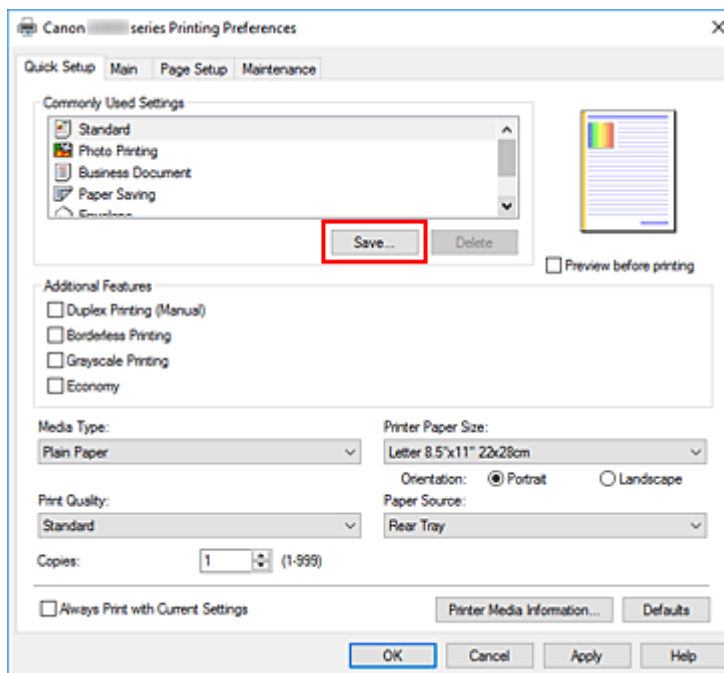 Canon series Printing Preferences
Quick Setup Main Page Setup Maintenance
Commonly Used Settings
Standard
Photo Printing
Business Document
Paper Saving
Envelope
Save... Delete
Preview before printing
Additional Features
Duplex Printing (Manual)
Borderless Printing
Grayscale Printing
Economy
Media Type: Printer Paper Size:
Plain Paper Letter 8.5"x11" 22x28cm
Orientation: Portrait Landscape
Print Quality: Paper Source:
Standard Rear Tray
Copies: 1 (1-999)
Always Print with Current Settings Printer Media Information... Defaults
OK Cancel Apply Help